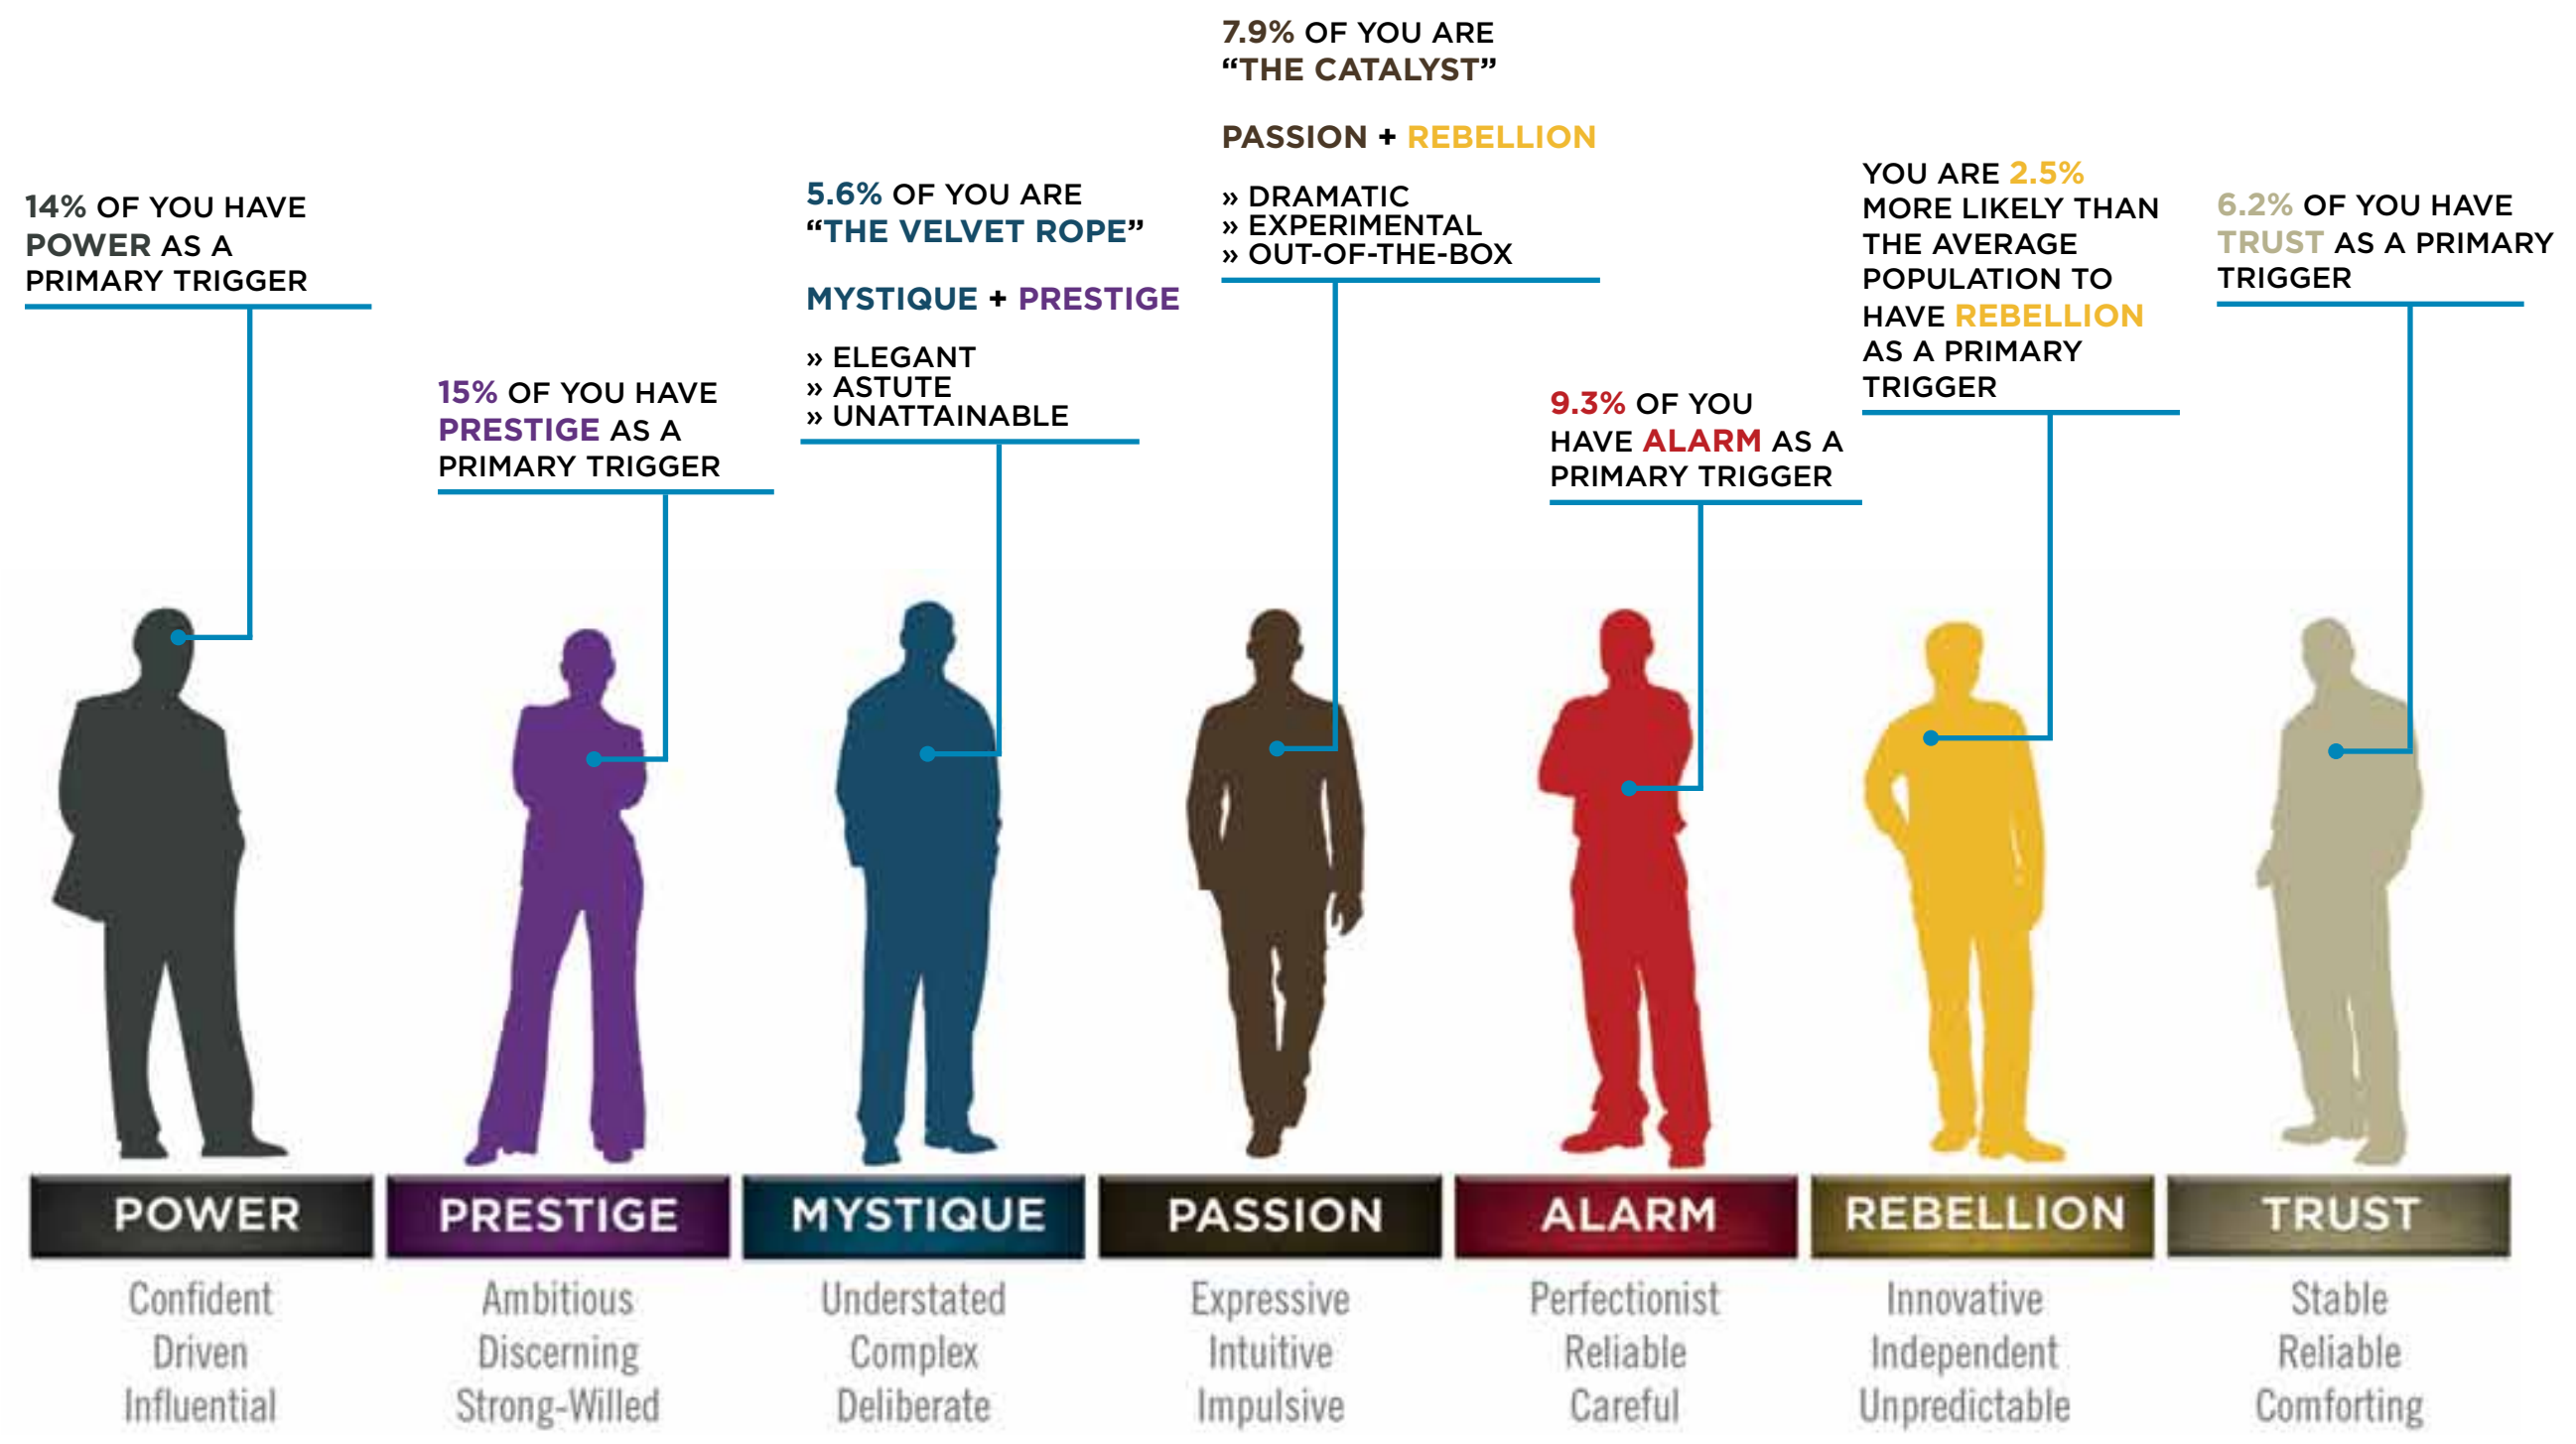 14% OF YOU HAVE
POWER AS A
PRIMARY TRIGGER
15% OF YOU HAVE
PRESTIGE AS A
PRIMARY TRIGGER
5.6% OF YOU ARE
“THE VELVET ROPE”
MYSTIQUE + PRESTIGE
» ELEGANT
» ASTUTE
» UNATTAINABLE
7.9% OF YOU ARE
“THE CATALYST”
PASSION + REBELLION
» DRAMATIC
» EXPERIMENTAL
» OUT-OF-THE-BOX
9.3% OF YOU
HAVE ALARM AS A
PRIMARY TRIGGER
YOU ARE 2.5%
MORE LIKELY THAN
THE AVERAGE
POPULATION TO
HAVE REBELLION
AS A PRIMARY
TRIGGER
6.2% OF YOU HAVE
TRUST AS A PRIMARY
TRIGGER
POWER
Confident
Driven
Influential
PRESTIGE
Ambitious
Discerning
Strong-Willed
MYSTIQUE
Understated
Complex
Deliberate
PASSION
Expressive
Intuitive
Impulsive
ALARM
Perfectionist
Reliable
Careful
REBELLION
Innovative
Independent
Unpredictable
TRUST
Stable
Reliable
Comforting